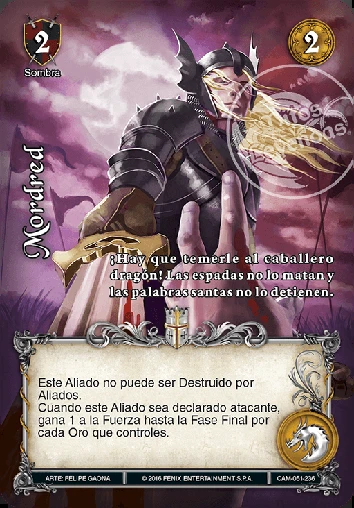 2
Sombra
2
Mordred
¡Hay que temerle al caballero
dragón! Las espadas no lo matan y
las palabras santas no lo detienen.
Este Aliado no puede ser Destruido por
Aliados.
Cuando este Aliado sea declarado atacante,
gana 1 a la Fuerza hasta la Fase Final por
cada Oro que controles.
ARTE: FELIPE GAONA
© 2016 FENIX ENTERTAINMENT S.P.A.
CAM-051-236